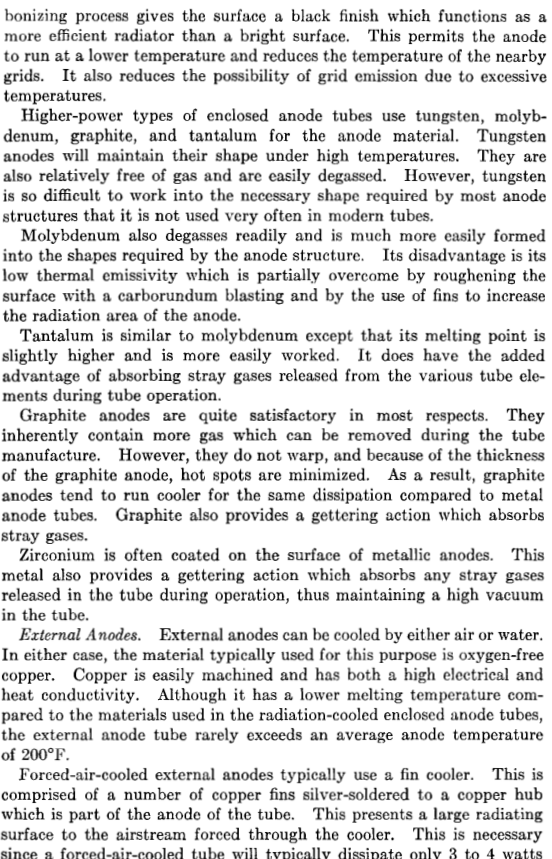 bonizing process gives the surface a black finish which functions as a
more efficient radiator than a bright surface. This permits the anode
to run at a lower temperature and reduces the temperature of the nearby
grids. It also reduces the possibility of grid emission due to excessive
temperatures.
Higher-power types of enclosed anode tubes use tungsten, molyb-
denum, graphite, and tantalum for the anode material. Tungsten
anodes will maintain their shape under high temperatures. They are
also relatively free of gas and are easily degassed. However, tungsten
is so difficult to work into the necessary shape required by most anode
structures that it is not used very often in modern tubes.
Molybdenum also degasses readily and is much more easily formed
into the shapes required by the anode structure. Its disadvantage is its
low thermal emissivity which is partially overcome by roughening the
surface with a carborundum blasting and by the use of fins to increase
the radiation area of the anode.
Tantalum is similar to molybdenum except that its melting point is
slightly higher and is more easily worked. It does have the added
advantage of absorbing stray gases released from the various tube ele-
ments during tube operation.
Graphite anodes are quite satisfactory in most respects. They
inherently contain more gas which can be removed during the tube
manufacture. However, they do not warp, and because of the thickness
of the graphite anode, hot spots are minimized. As a result, graphite
anodes tend to run cooler for the same dissipation compared to metal
anode tubes. Graphite also provides a gettering action which absorbs
stray gases.
Zirconium is often coated on the surface of metallic anodes. This
metal also provides a gettering action which absorbs any stray gases
released in the tube during operation, thus maintaining a high vacuum
in the tube.
External Anodes. External anodes can be cooled by either air or water.
In either case, the material typically used for this purpose is oxygen-free
copper. Copper is easily machined and has both a high electrical and
heat conductivity. Although it has a lower melting temperature com-
pared to the materials used in the radiation-cooled enclosed anode tubes,
the external anode tube rarely exceeds an average anode temperature
of 200°F.
Forced-air-cooled external anodes typically use a fin cooler. This is
comprised of a number of copper fins silver-soldered to a copper hub
which is part of the anode of the tube. This presents a large radiating
surface to the airstream forced through the cooler. This is necessary
since a forced-air-cooled tube will typically dissipate only 3 to 4 watts